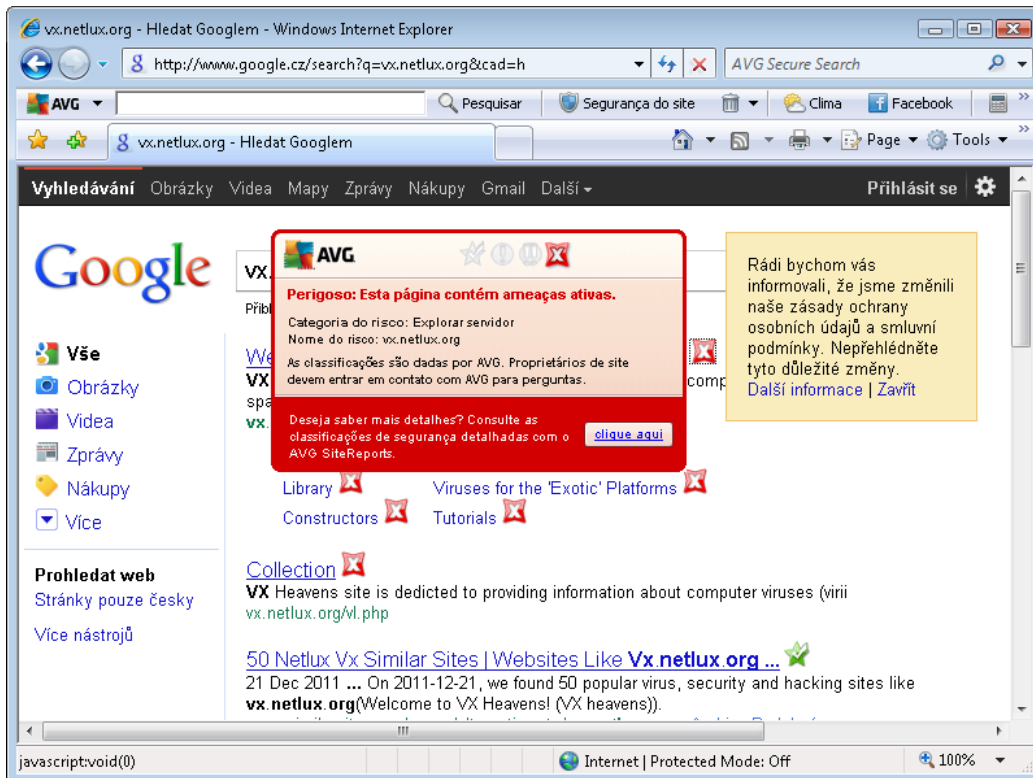 vx.netlux.org - Hledat Googlem - Windows Internet Explorer
http://www.google.cz/search?q=vx.netlux.org&cad=h
AVG Secure Search
AVG
Pesquisar
Segurança do site
Clima
Facebook
vx.netlux.org - Hledat Googlem
Page
Tools
Vyhledávání Obrázky Videa Mapy Zprávy Nákupy Gmail Další
Přihlásit se
Google
vx.
AVG
Perigoso: Esta página contém ameaças ativas.
Categoria do risco: Explorar servidor
Nome do risco: vx.netlux.org
As classificações são dadas por AVG. Proprietários de site
devem entrar em contato com AVG para perguntas.
Deseja saber mais detalhes? Consulte as
classificações de segurança detalhadas com o
AVG SiteReports.
clique aqui
Rádi bychom vás
informovali, že jsme změnili
naše zásady ochrany
osobních údajů a smluvní
podmínky. Nepřehlédněte
tyto důležité změny.
Další informace | Zavřít
Vše
Obrázky
Videa
Zprávy
Nákupy
Více
Prohledat web
Stránky pouze česky
Více nástrojů
VX
vx.
Library
Viruses for the 'Exotic' Platforms
Constructors
Tutorials
Collection
VX Heavens site is dedicted to providing information about computer viruses (virii
vx.netlux.org/vl.php
50 Netlux Vx Similar Sites | Websites Like Vx.netlux.org ...
21 Dec 2011 ... On 2011-12-21, we found 50 popular virus, security and hacking sites like
vx.netlux.org(Welcome to VX Heavens! (VX heavens)).
javascript:void(0)
Internet | Protected Mode: Off
100%